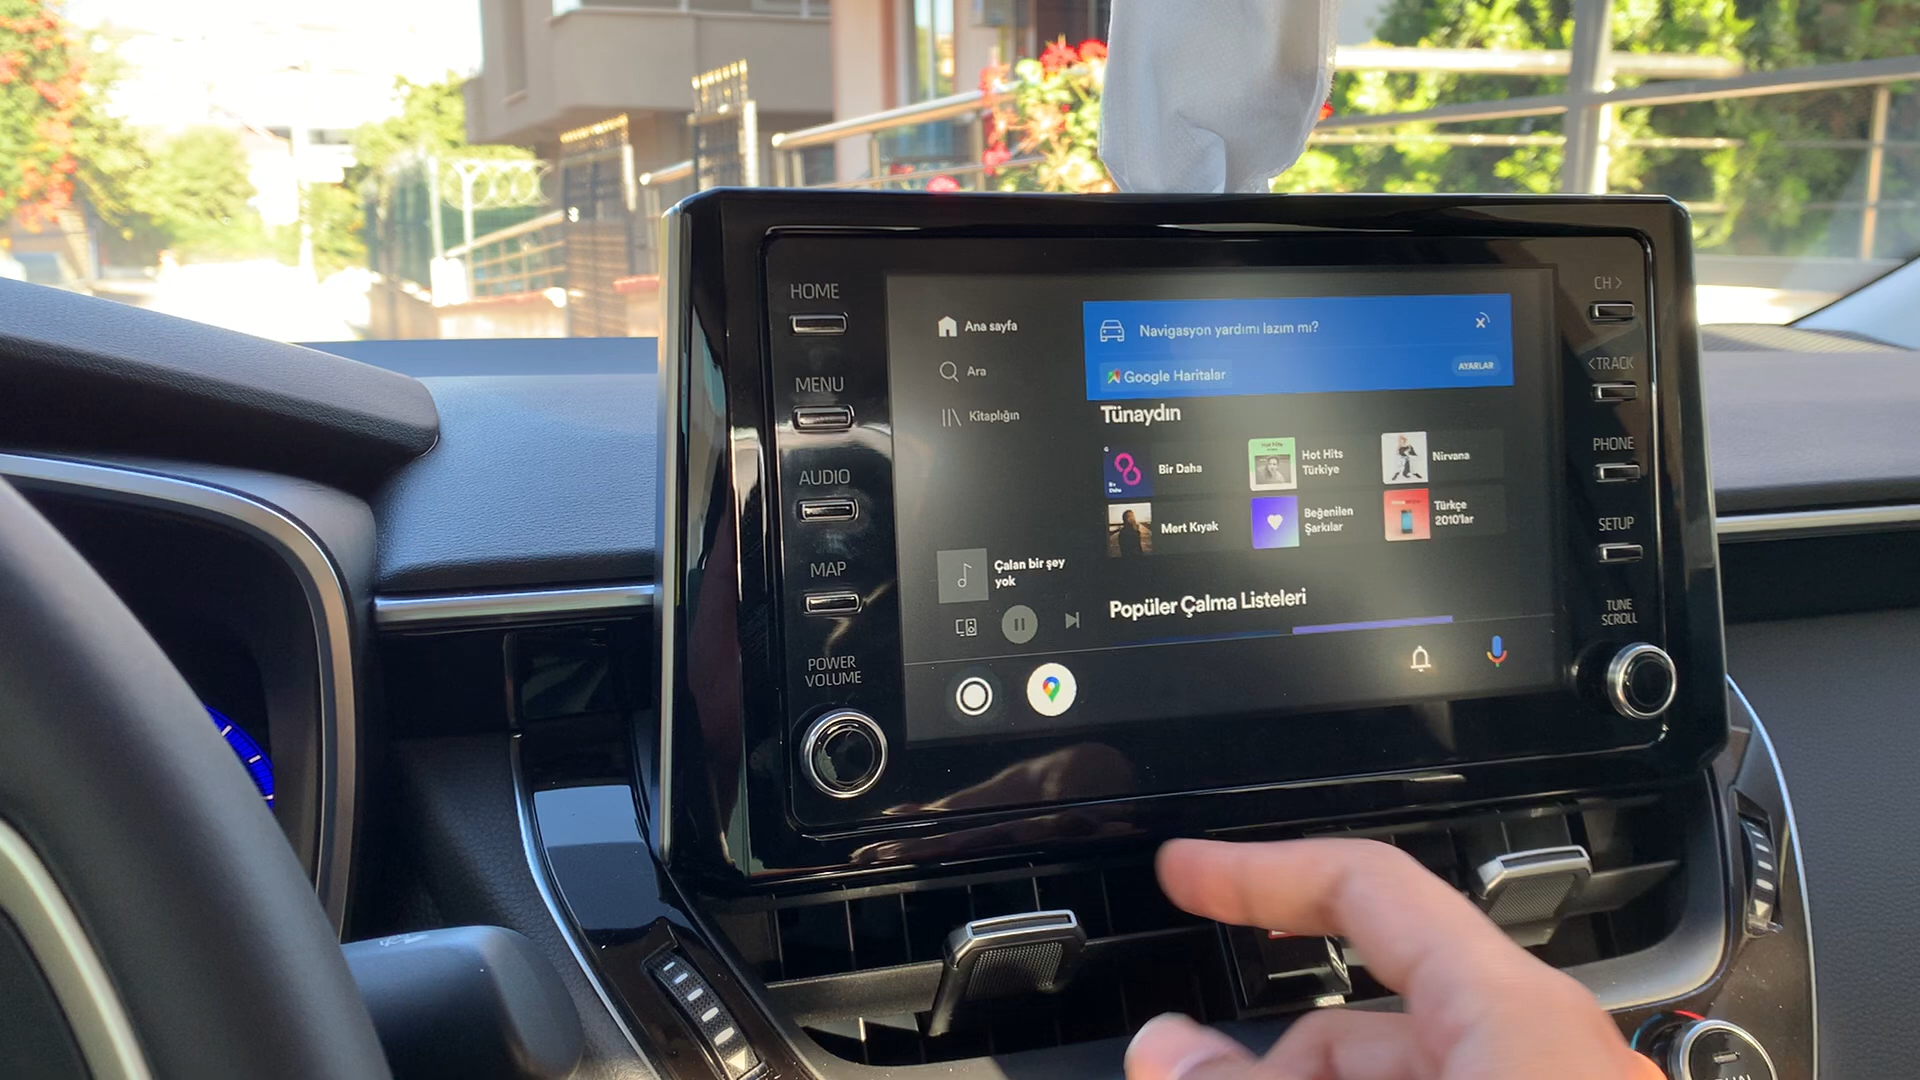 HOME
MENU
AUDIO
MAP
POWER
VOLUME
Ana sayfa
Ara
Kitaplığın
Çalan bir şey
yok
Navigasyon yardımı lazım mı?
Google Haritalar
AYARLAR
Tünaydın
Bir Daha
Hot Hits
Türkiye
Nirvana
Mert Kıyak
Beğenilen
Şarkılar
Türkçe
2010'lar
Popüler Çalma Listeleri
CH >
< TRACK
PHONE
SETUP
TUNE
SCROLL